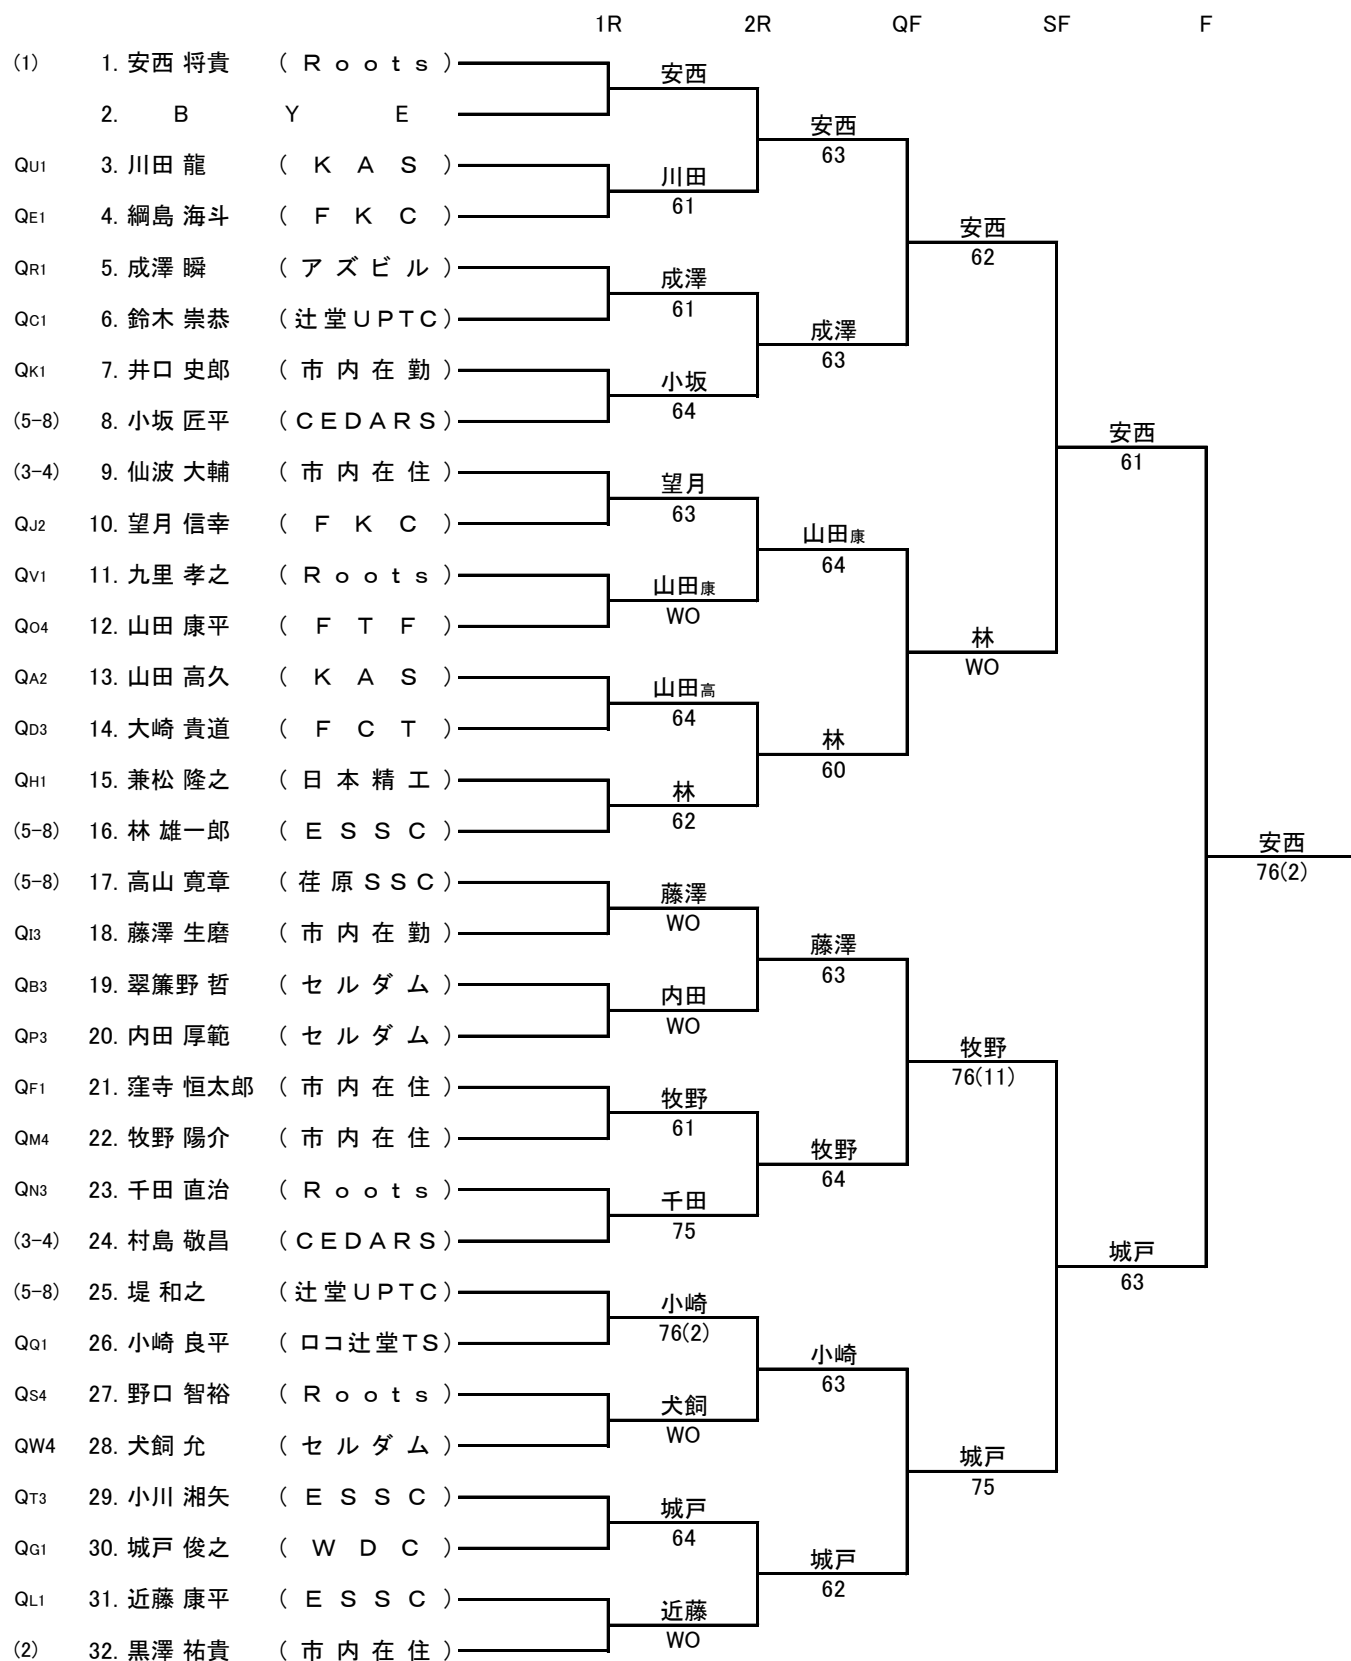 1R 2R QF SF F
(1) 1. 安西 将貴 (Roots)
安西
2. B Y E
安西
63
QU1 3. 川田 龍 (KAS)
川田
61
QE1 4. 綱島 海斗 (FKC)
安西
62
QR1 5. 成澤 瞬 (アズビル)
成澤
61
QC1 6. 鈴木 崇恭 (辻堂UPTC)
成澤
63
QK1 7. 井口 史郎 (市内在勤)
小坂
64
(5-8) 8. 小坂 匠平 (CEDARS)
安西
61
(3-4) 9. 仙波 大輔 (市内在住)
望月
63
QJ2 10. 望月 信幸 (FKC)
山田康
64
QV1 11. 九里 孝之 (Roots)
山田康
WO
QO4 12. 山田 康平 (FTF)
林
WO
QA2 13. 山田 高久 (KAS)
山田高
64
QD3 14. 大崎 貴道 (FCT)
林
60
QH1 15. 兼松 隆之 (日本精工)
林
62
(5-8) 16. 林 雄一郎 (ESSC)
安西
76(2)
(5-8) 17. 高山 寛章 (荏原SSC)
藤澤
WO
QI3 18. 藤澤 生磨 (市内在勤)
藤澤
63
QB3 19. 翠簾野 哲 (セルダム)
内田
WO
QP3 20. 内田 厚範 (セルダム)
牧野
76(11)
QF1 21. 窪寺 恒太郎 (市内在住)
牧野
61
QM4 22. 牧野 陽介 (市内在住)
牧野
64
QN3 23. 千田 直治 (Roots)
千田
75
(3-4) 24. 村島 敬昌 (CEDARS)
城戸
63
(5-8) 25. 堤 和之 (辻堂UPTC)
小崎
76(2)
QQ1 26. 小崎 良平 (ロコ辻堂TS)
小崎
63
QS4 27. 野口 智裕 (Roots)
犬飼
WO
QW4 28. 犬飼 允 (セルダム)
城戸
75
QT3 29. 小川 湘矢 (ESSC)
城戸
64
QG1 30. 城戸 俊之 (WDC)
城戸
62
QL1 31. 近藤 康平 (ESSC)
近藤
WO
(2) 32. 黒澤 祐貴 (市内在住)